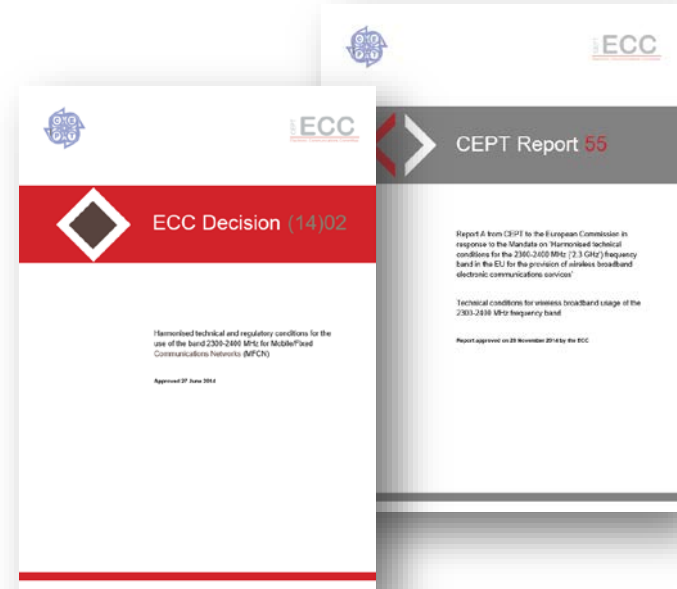 CEPT
ECC
ECC Decision (14)02
Harmonised technical and regulatory conditions for the
use of the band 2300-2400 MHz for Mobile/Fixed
Communications Networks (MFCN)
Approved 27 June 2014
CEPT
ECC
CEPT Report 55
Report A from CEPT to the European Commission in
response to the Mandate on 'Harmonised technical
conditions for the 2300-2400 MHz ('2.3 GHz') frequency
band in the EU for the provision of wireless broadband
electronic communications services'
Technical conditions for wireless broadband usage of the
2300-2400 MHz frequency band
Report approved on 28 November 2014 by the ECC